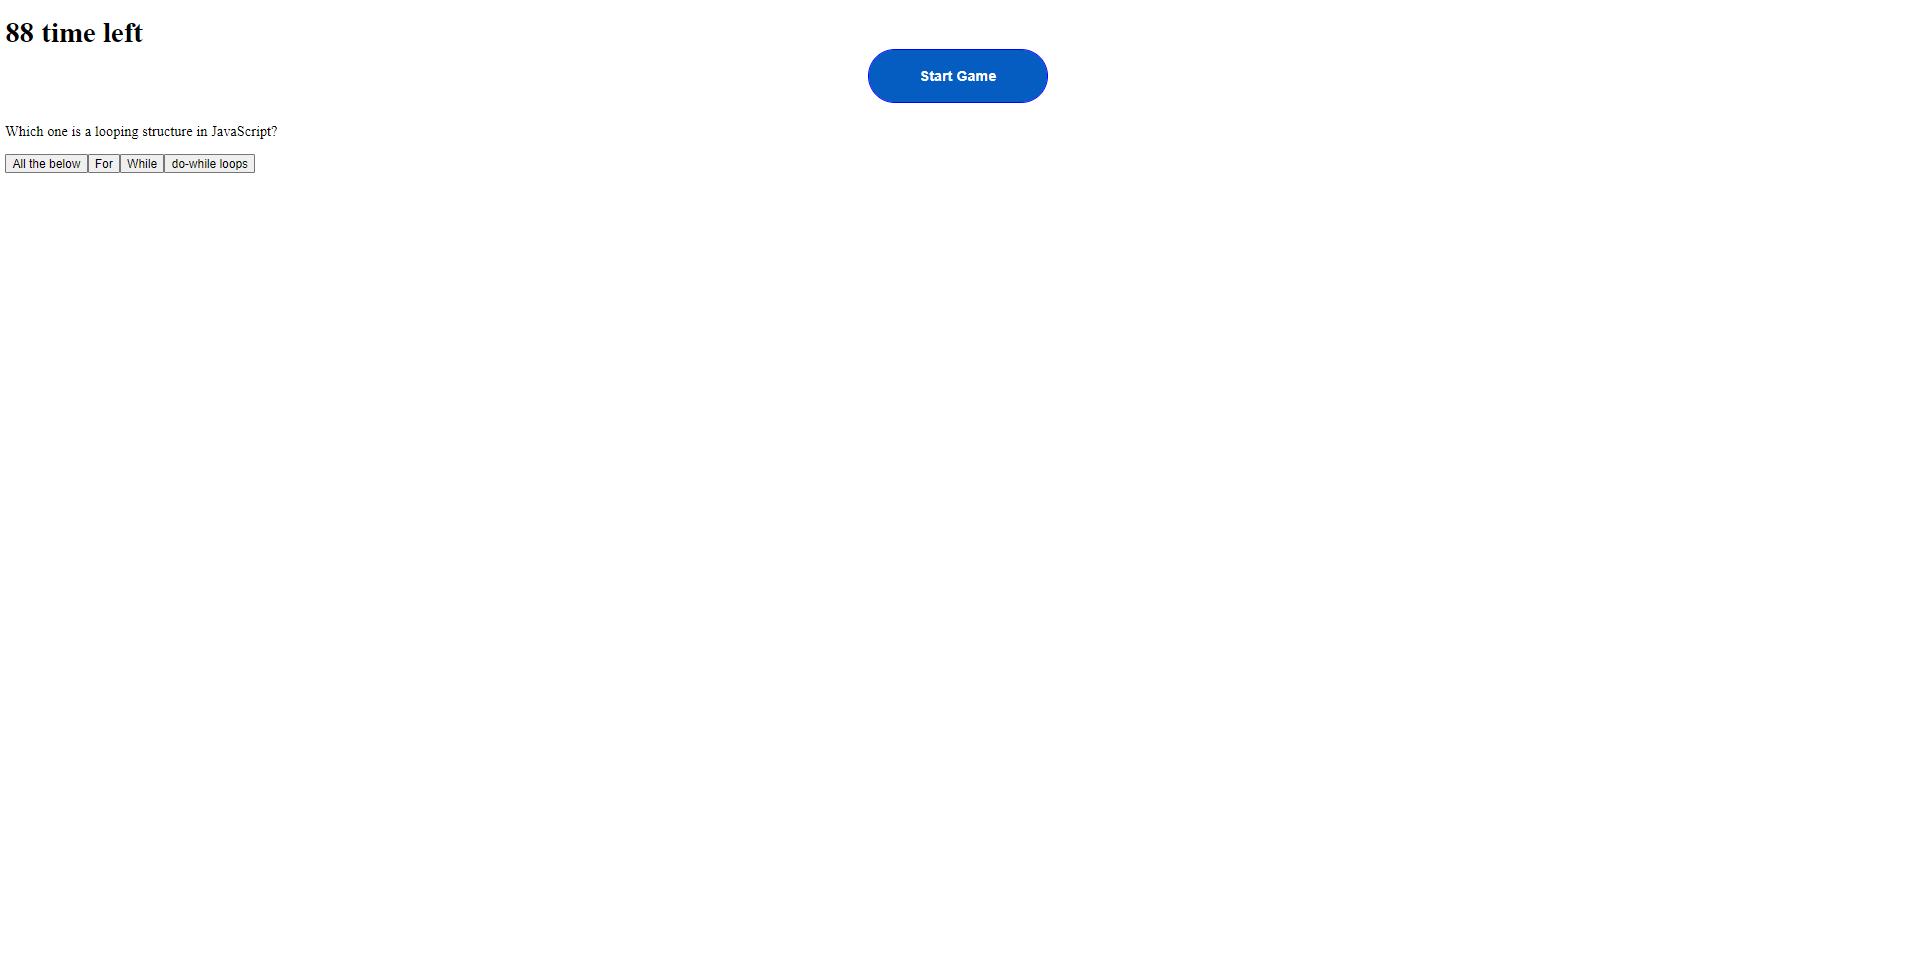 88 time left
Start Game
Which one is a looping structure in JavaScript?
All the below For While do-while loops